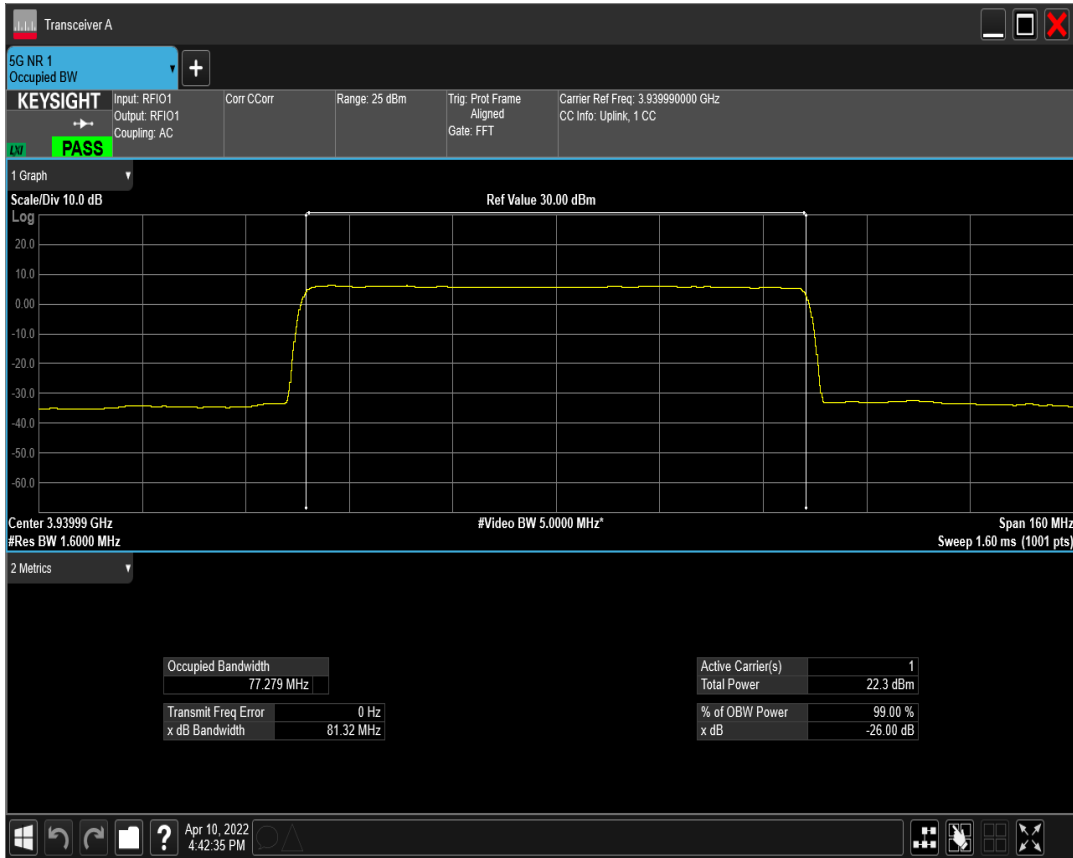 Transceiver A
5G NR 1
Occupied BW
+
KEYSIGHT
LXI
PASS
Input: RFIO1
Output: RFIO1
Coupling: AC
Corr CCorr
Range: 25 dBm
Trig: Prot Frame
Aligned
Gate: FFT
Carrier Ref Freq: 3.939990000 GHz
CC Info: Uplink, 1 CC
1 Graph
Scale/Div 10.0 dB
Ref Value 30.00 dBm
Log
20.0
10.0
0.00
-10.0
-20.0
-30.0
-40.0
-50.0
-60.0
Center 3.93999 GHz
#Video BW 5.0000 MHz*
Span 160 MHz
#Res BW 1.6000 MHz
Sweep 1.60 ms (1001 pts)
2 Metrics
Occupied Bandwidth
77.279 MHz
Transmit Freq Error 0 Hz
x dB Bandwidth 81.32 MHz
Active Carrier(s) 1
Total Power 22.3 dBm
% of OBW Power 99.00 %
x dB -26.00 dB
?
Apr 10, 2022
4:42:35 PM